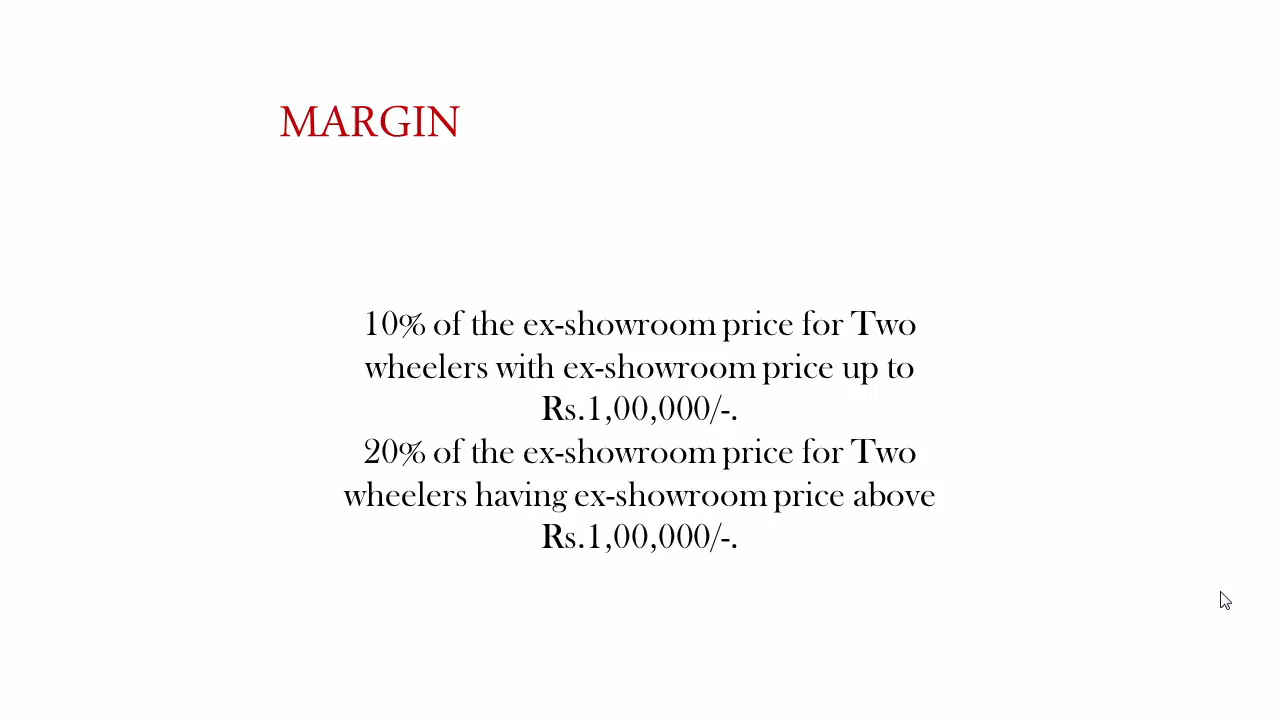 MARGIN
10% of the ex-showroom price for Two
wheelers with ex-showroom price up to
Rs.1,00,000/-.
20% of the ex-showroom price for Two
wheelers having ex-showroom price above
Rs.1,00,000/-.